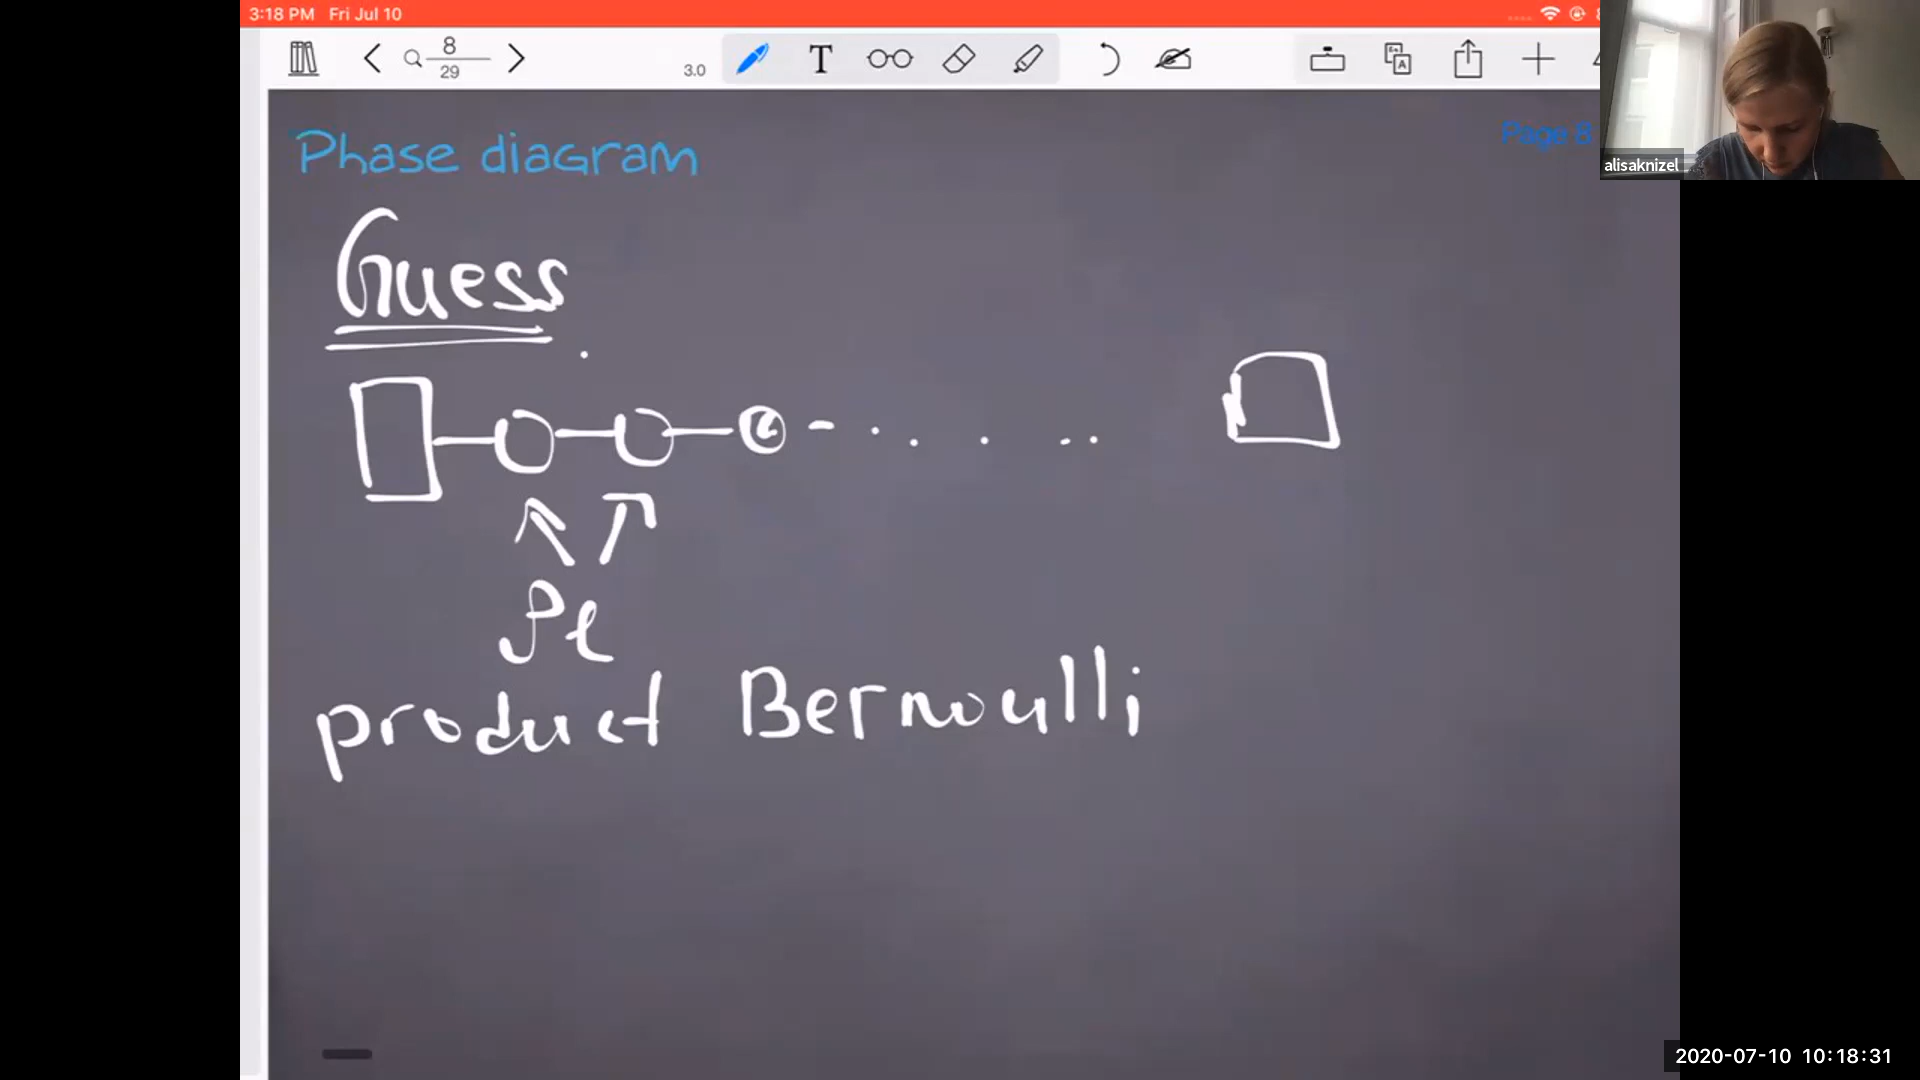 3:18 PM Fri Jul 10
8
29
3.0
T
Phase diagram
Page 8
alisaknizel
Guess
ρℓ
product Bernoulli
2020-07-10 10:18:31